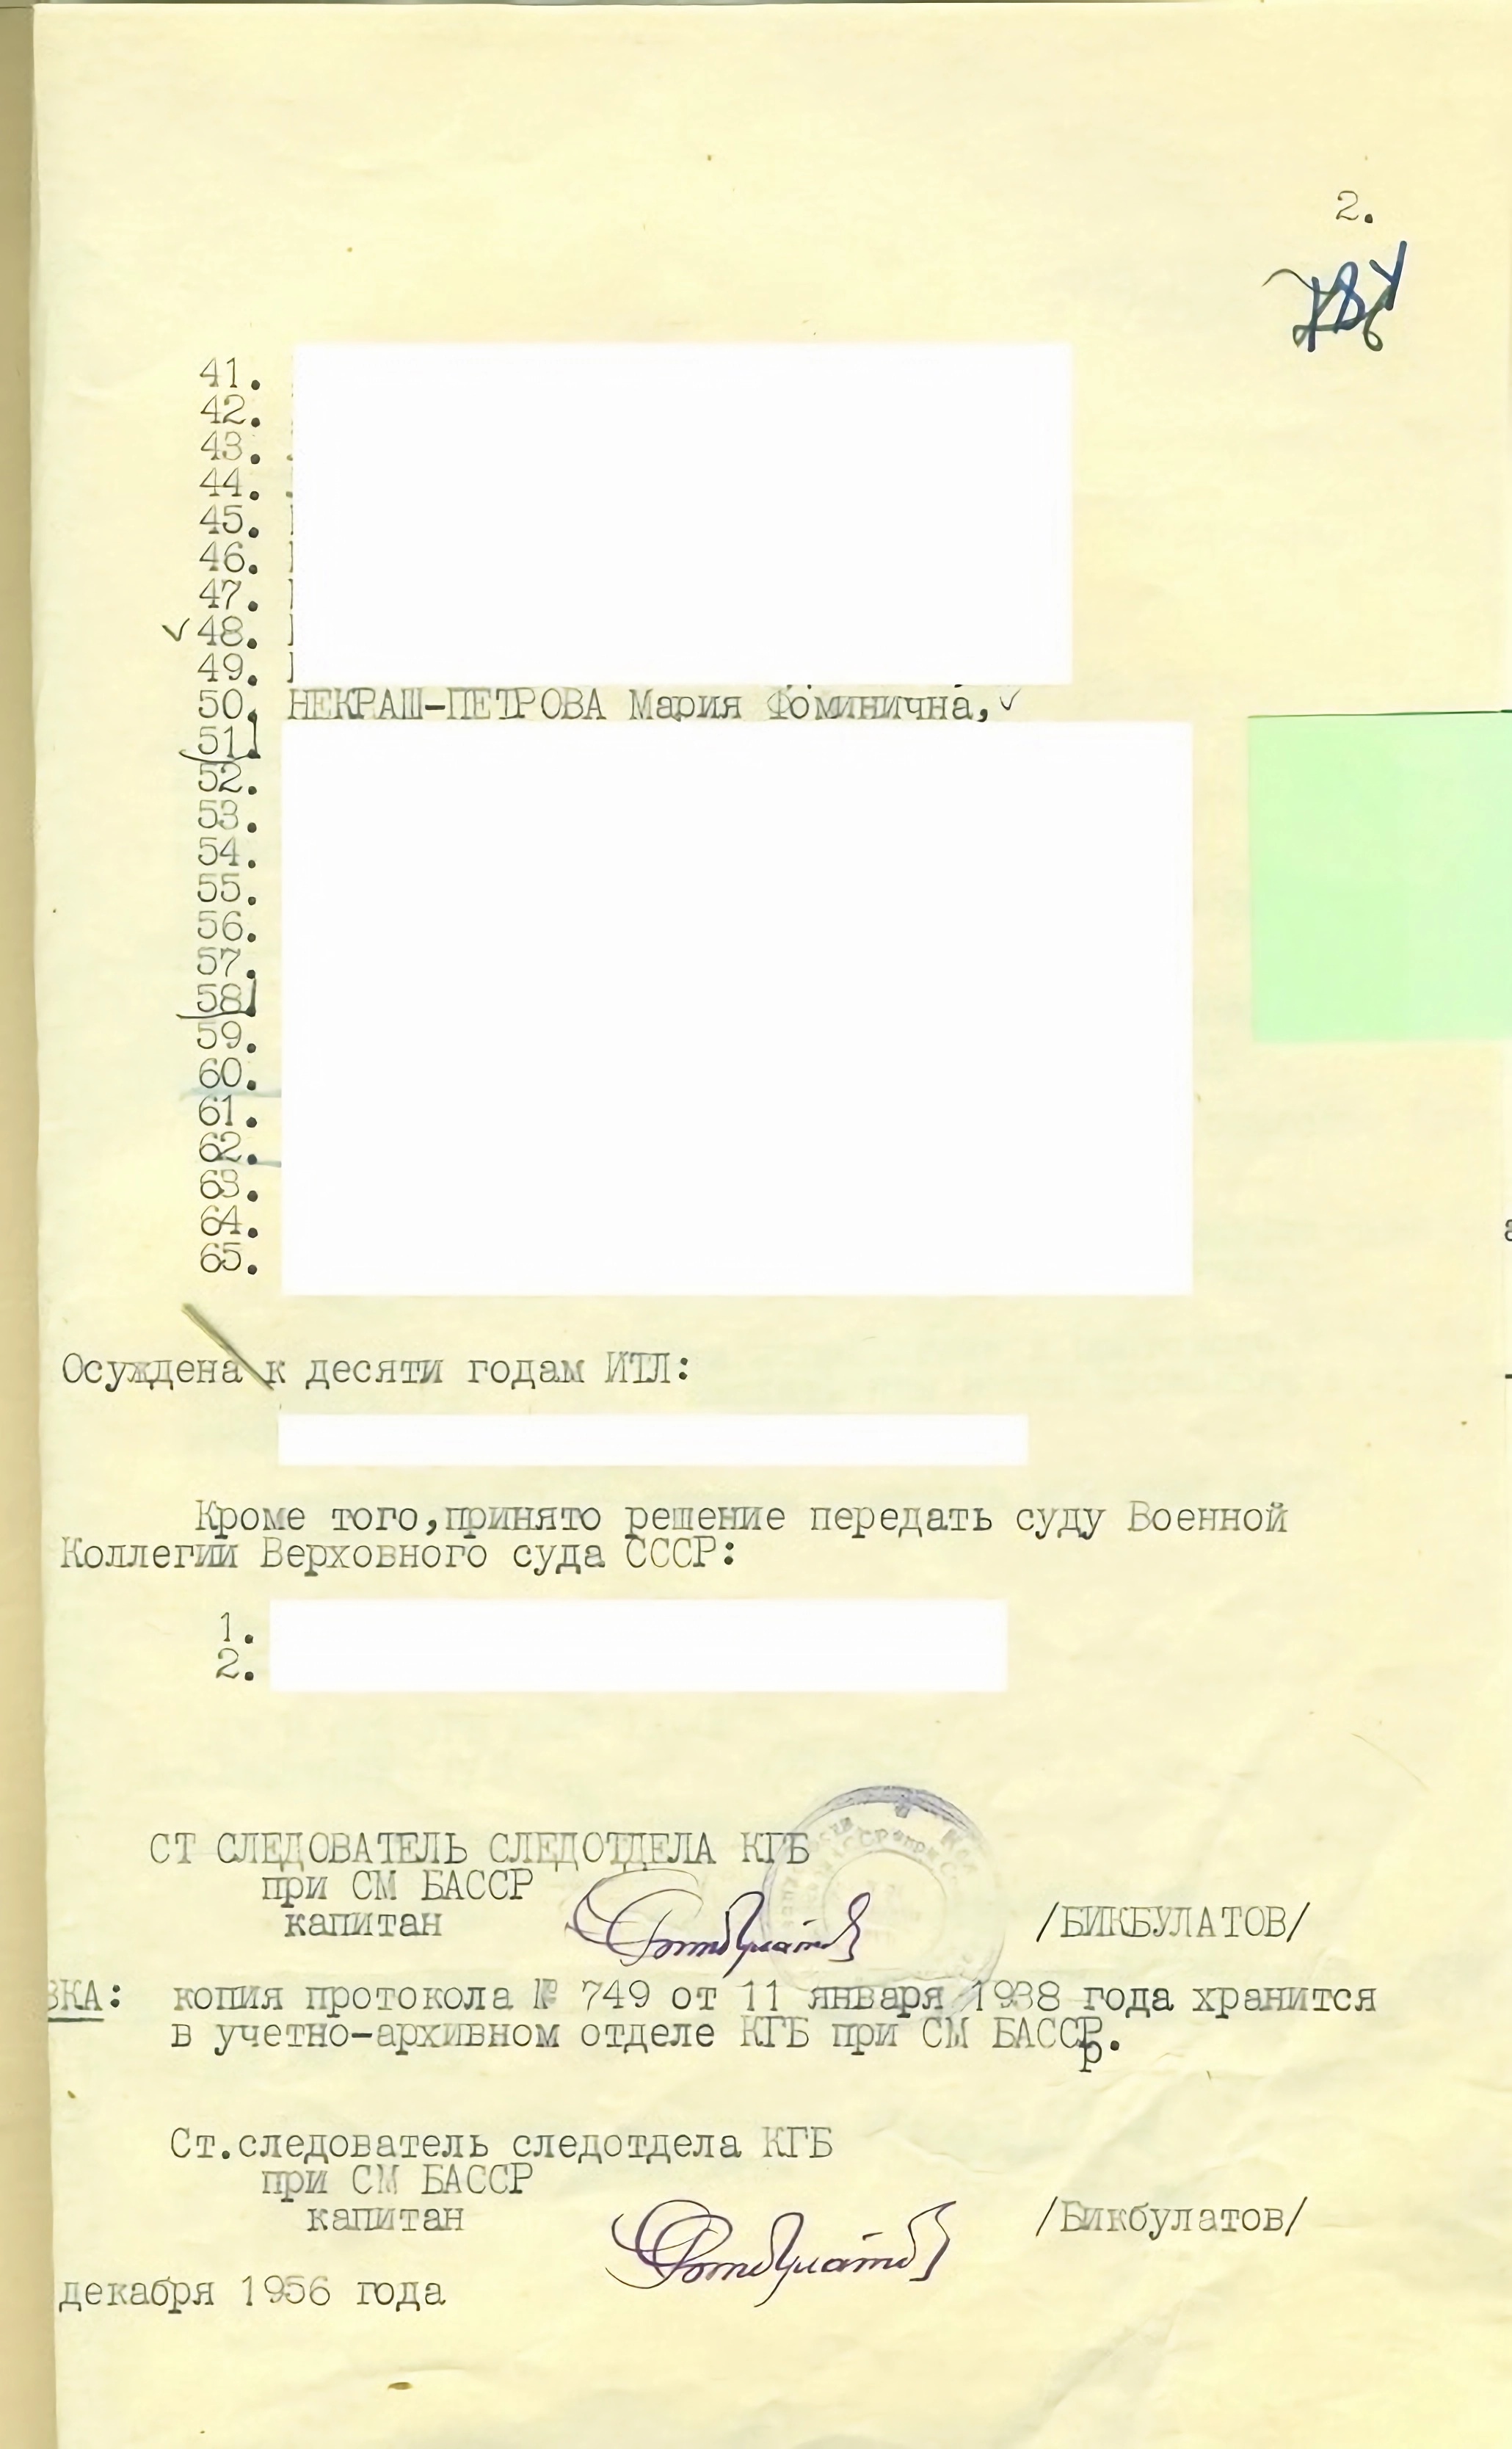 2.
41.
42.
43.
44.
45.
46.
47.
48.
49.
50. НЕКРАШ-ПЕТРОВА Мария Фоминична,
51.
52.
53.
54.
55.
56.
57.
58.
59.
60.
61.
62.
63.
64.
65.
Осуждена к десяти годам ИТЛ:
Кроме того, принято решение передать суду Военной
Коллегии Верховного суда СССР:
1.
2.
СТ СЛЕДОВАТЕЛЬ СЛЕДОТДЕЛА КГБ
при СМ БАССР
капитан /БИКБУЛАТОВ/
ВКА: копия протокола № 749 от 11 января 1938 года хранится
в учетно-архивном отделе КГБ при СМ БАССР.
Ст.следователь следотдела КГБ
при СМ БАССР
капитан /Бикбулатов/
декабря 1956 года